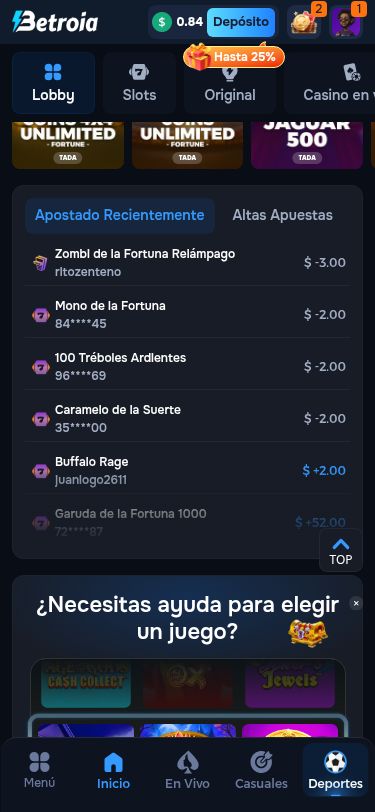 Betroia
$ 0.84 Depósito
2
1
Hasta 25%
Lobby
Slots
Original
Casino en v
COINS 4X4
UNLIMITED
- FORTUNE -
TADA
COINS
UNLIMITED
- FORTUNE -
TADA
JAGUAR
500
TADA
Apostado Recientemente
Altas Apuestas
Zombi de la Fortuna Relámpago
ritozenteno
$ -3.00
Mono de la Fortuna
84****45
$ -2.00
100 Tréboles Ardientes
96****69
$ -2.00
Caramelo de la Suerte
35****00
$ -2.00
Buffalo Rage
juanlogo2611
$ +2.00
Garuda de la Fortuna 1000
72****87
$ +52.00
TOP
¿Necesitas ayuda para elegir
un juego?
CASH COLLECT
Jewels
Menú
Inicio
En Vivo
Casuales
Deportes